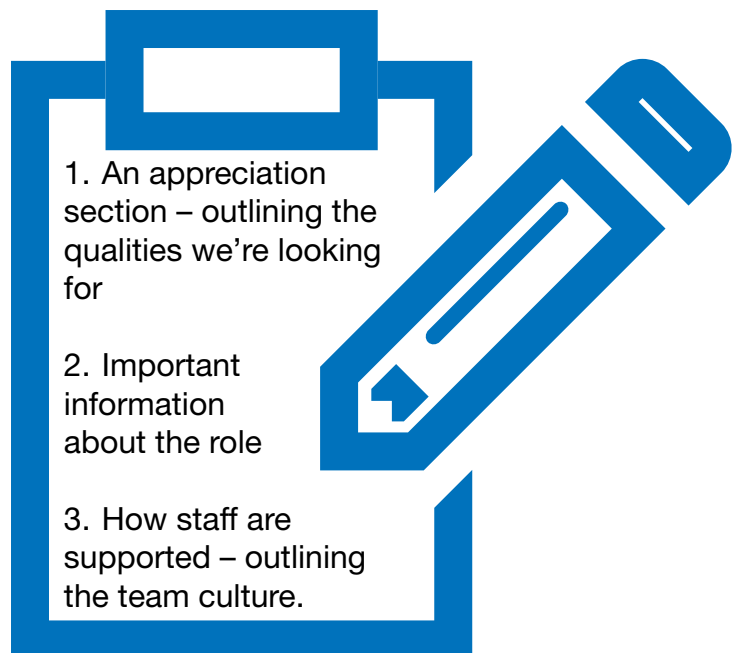 1. An appreciation
section – outlining the
qualities we’re looking
for
2. Important
information
about the role
3. How staff are
supported – outlining
the team culture.